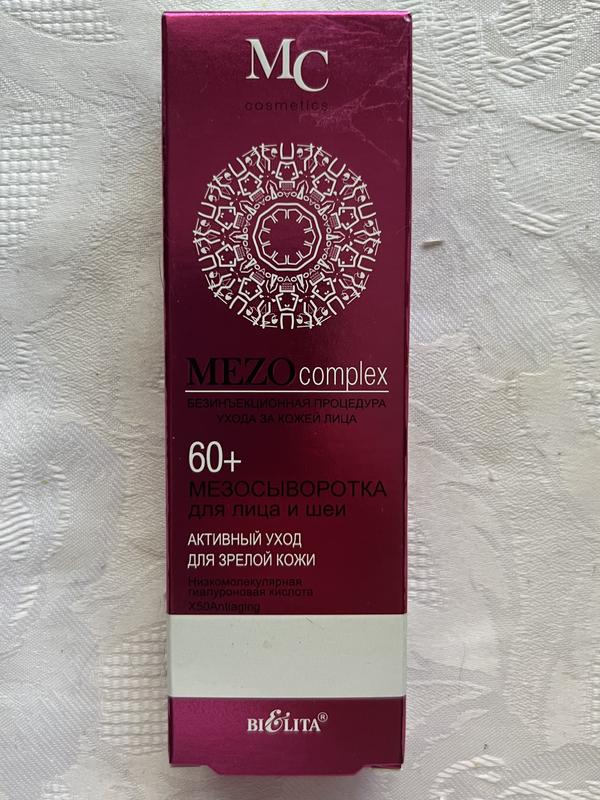 MC
cosmetics
MEZOcomplex
БЕЗИНЪЕКЦИОННАЯ ПРОЦЕДУРА
УХОДА ЗА КОЖЕЙ ЛИЦА
60+
МЕЗОСЫВОРОТКА
для лица и шеи
АКТИВНЫЙ УХОД
ДЛЯ ЗРЕЛОЙ КОЖИ
Низкомолекулярная
гиалуроновая кислота
X50Antiaging
BIELITA®